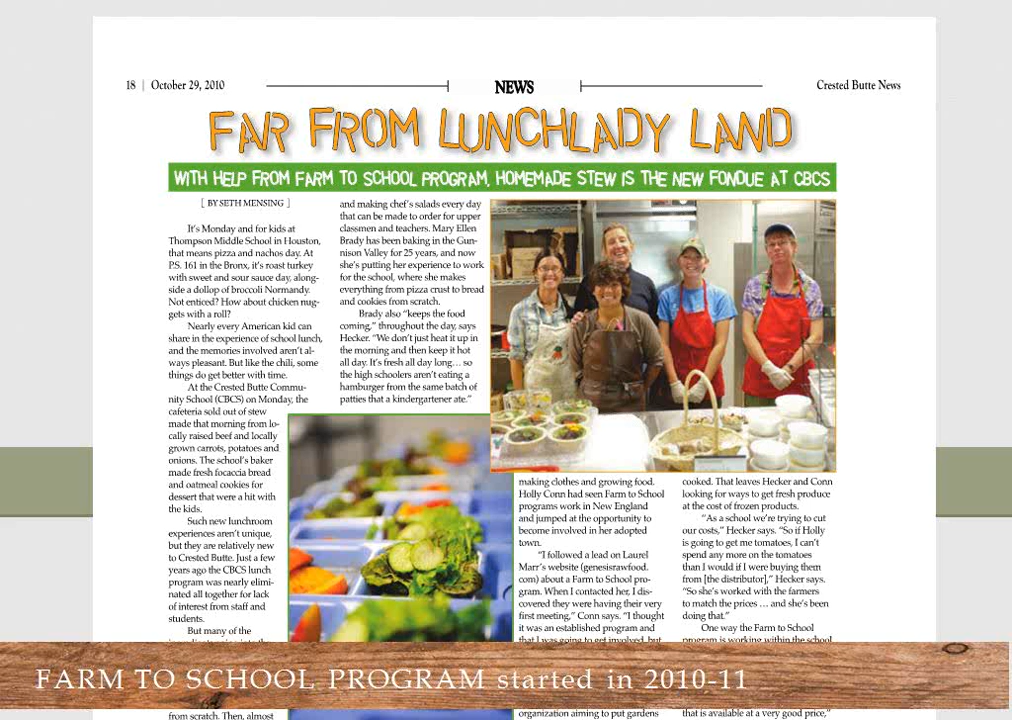 18 | October 29, 2010
NEWS
Crested Butte News
FAR FROM LUNCHLADY LAND
WITH HELP FROM FARM TO SCHOOL PROGRAM, HOMEMADE STEW IS THE NEW FONDUE AT CBCS
[ BY SETH MENSING ]
It's Monday and for kids at
Thompson Middle School in Houston,
that means pizza and nachos day. At
P.S. 161 in the Bronx, it's roast turkey
with sweet and sour sauce day, along-
side a dollop of broccoli Normandy.
Not enticed? How about chicken nug-
gets with a roll?
Nearly every American kid can
share in the experience of school lunch,
and the memories involved aren't al-
ways pleasant. But like the chili, some
things do get better with time.
At the Crested Butte Commu-
nity School (CBCS) on Monday, the
cafeteria sold out of stew
made that morning from lo-
cally raised beef and locally
grown carrots, potatoes and
onions. The school's baker
made fresh focaccia bread
and oatmeal cookies for
dessert that were a hit with
the kids.
Such new lunchroom
experiences aren't unique,
but they are relatively new
to Crested Butte. Just a few
years ago the CBCS lunch
program was nearly elimi-
nated all together for lack
of interest from staff and
students.
But many of the
from scratch. Then, almost
and making chef's salads every day
that can be made to order for upper
classmen and teachers. Mary Ellen
Brady has been baking in the Gun-
nison Valley for 25 years, and now
she's putting her experience to work
for the school, where she makes
everything from pizza crust to bread
and cookies from scratch.
Brady also "keeps the food
coming," throughout the day, says
Hecker. "We don't just heat it up in
the morning and then keep it hot
all day. It's fresh all day long… so
the high schoolers aren't eating a
hamburger from the same batch of
patties that a kindergartener ate."
making clothes and growing food.
Holly Conn had seen Farm to School
programs work in New England
and jumped at the opportunity to
become involved in her adopted
town.
"I followed a lead on Laurel
Marr's website (genesisrawfood.
com) about a Farm to School pro-
gram. When I contacted her, I dis-
covered they were having their very
first meeting," Conn says. "I thought
it was an established program and
that I was going to get involved, but
organization aiming to put gardens
cooked. That leaves Hecker and Conn
looking for ways to get fresh produce
at the cost of frozen products.
"As a school we're trying to cut
our costs," Hecker says. "So if Holly
is going to get me tomatoes, I can't
spend any more on the tomatoes
than I would if I were buying them
from [the distributor]," Hecker says.
"So she's worked with the farmers
to match the prices … and she's been
doing that."
One way the Farm to School
program is working within the school
that is available at a very good price,"
FARM TO SCHOOL PROGRAM started in 2010-11